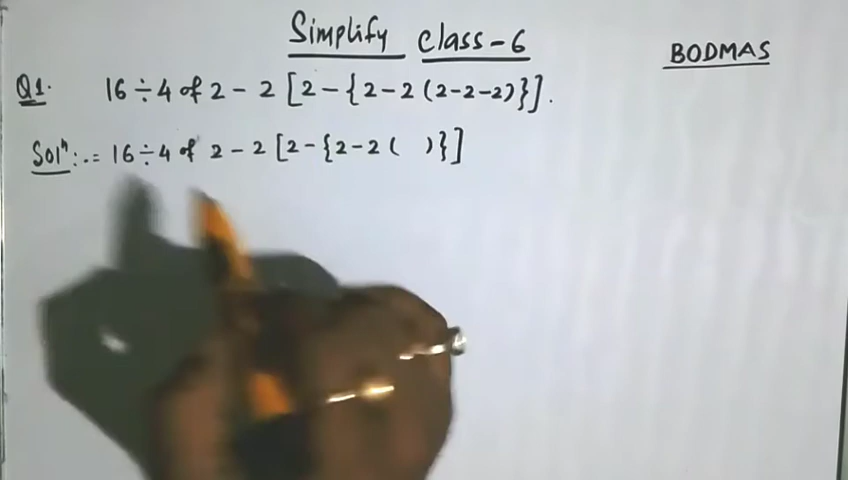 Simplify class-6
BODMAS
Q1. 16 ÷ 4 of 2 - 2 [2 - {2 - 2 (2-2-2)}].
Solⁿ:.= 16 ÷ 4 of 2 - 2 [2 - {2 - 2 ( )}]